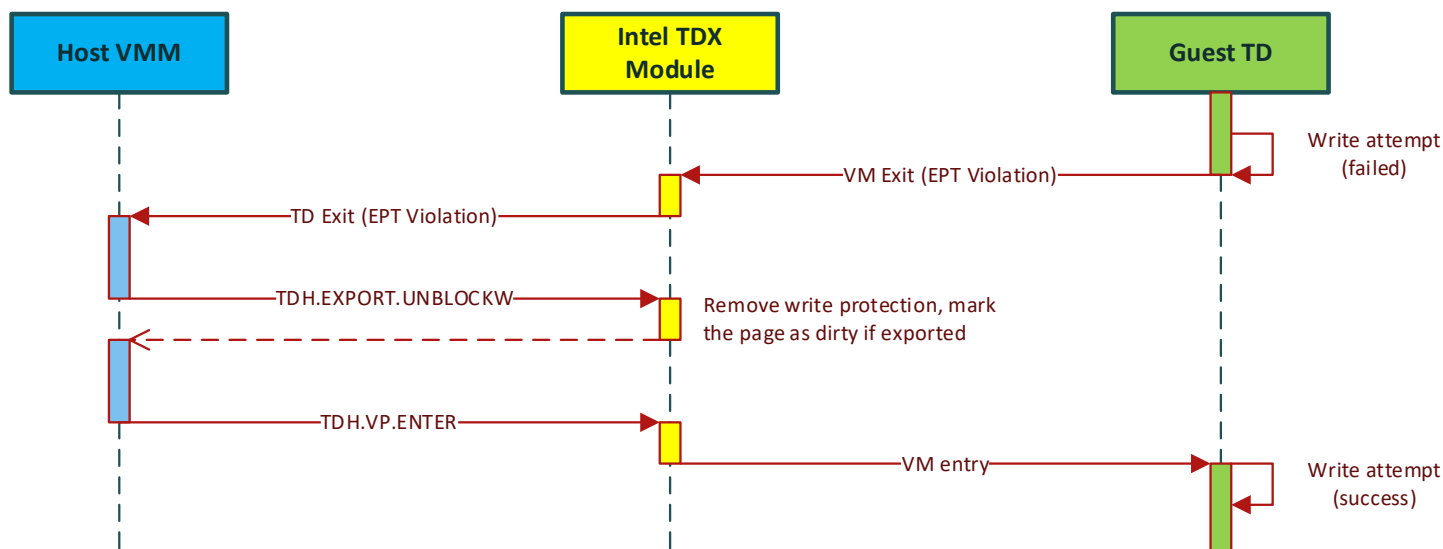 Host VMM
Intel TDX
Module
Guest TD
Write attempt
(failed)
VM Exit (EPT Violation)
TD Exit (EPT Violation)
TDH.EXPORT.UNBLOCKW
Remove write protection, mark
the page as dirty if exported
TDH.VP.ENTER
VM entry
Write attempt
(success)